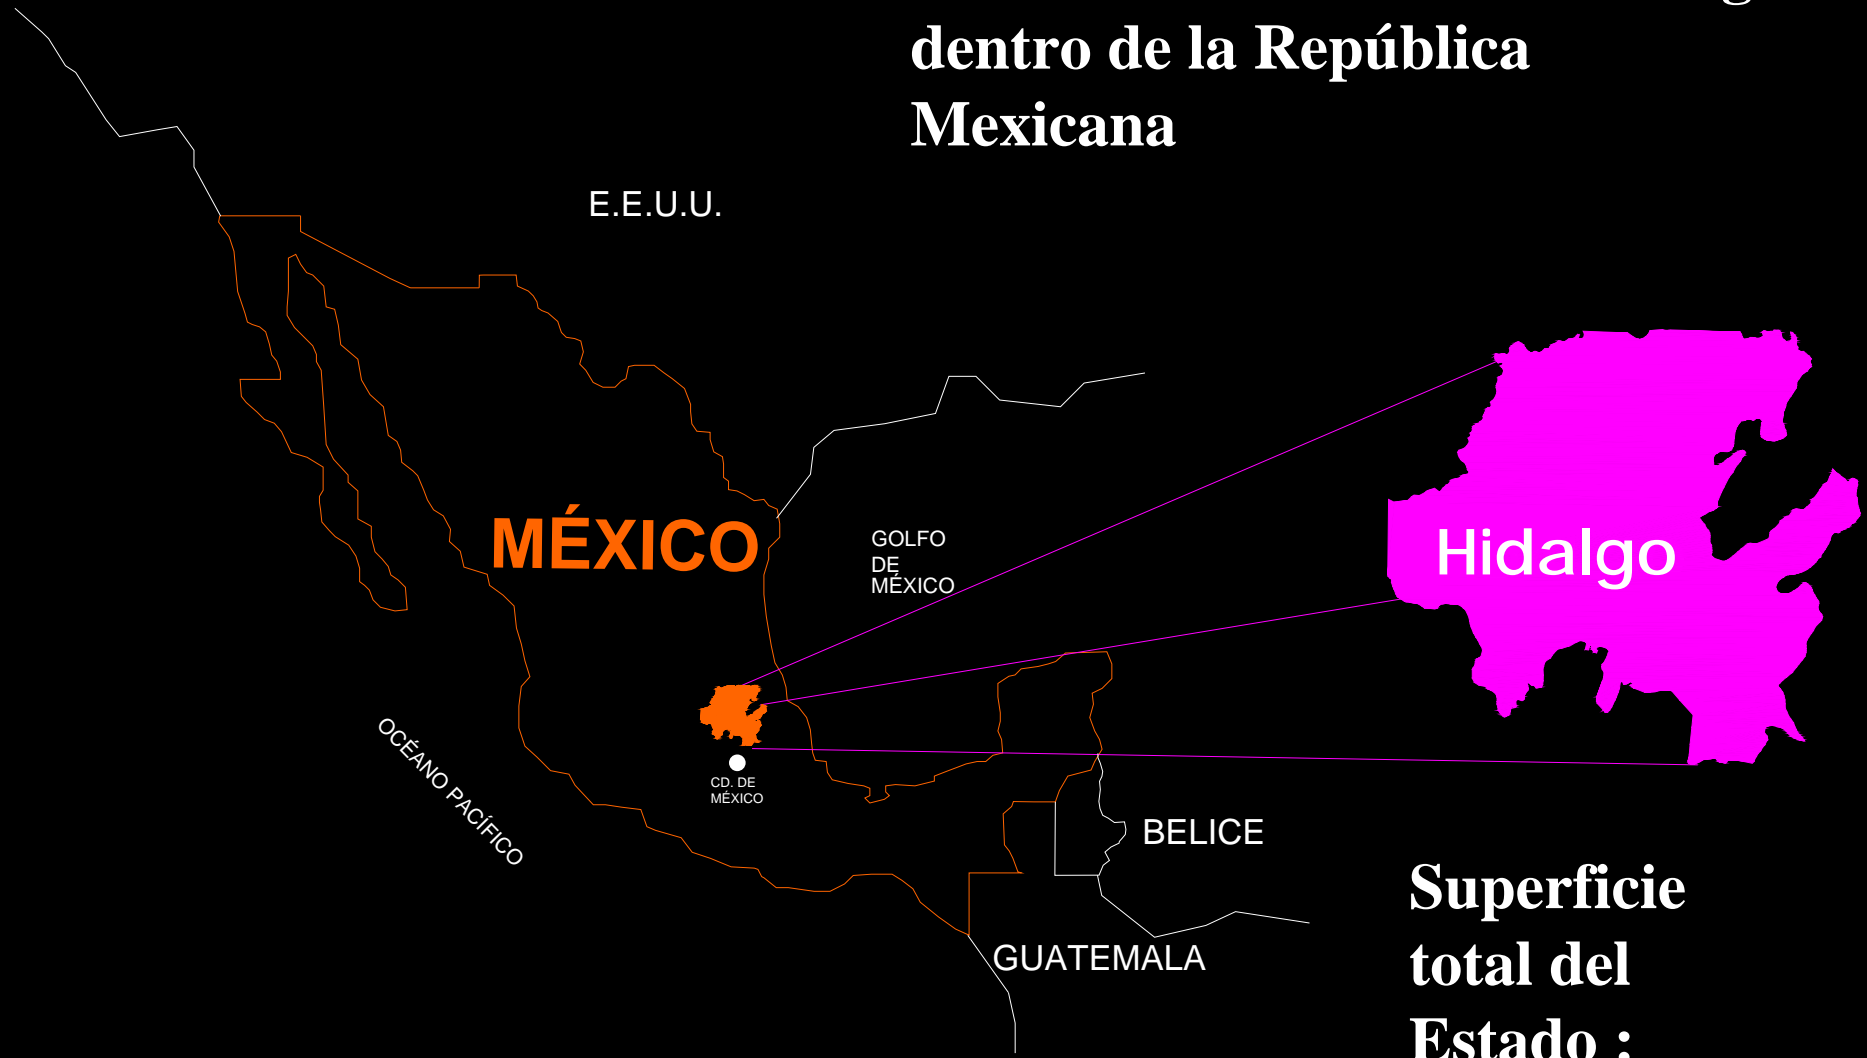 dentro de la República
Mexicana
E.E.U.U.
MÉXICO
GOLFO
DE
MÉXICO
Hidalgo
OCÉANO PACÍFICO
CD. DE
MÉXICO
BELICE
GUATEMALA
Superficie
total del
Estado :